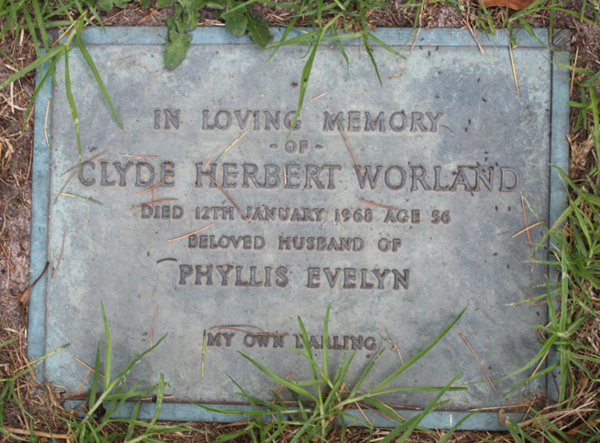 IN LOVING MEMORY
- OF -
CLYDE HERBERT WORLAND
DIED 12TH JANUARY 1968 AGE 56
BELOVED HUSBAND OF
PHYLLIS EVELYN
MY OWN DARLING